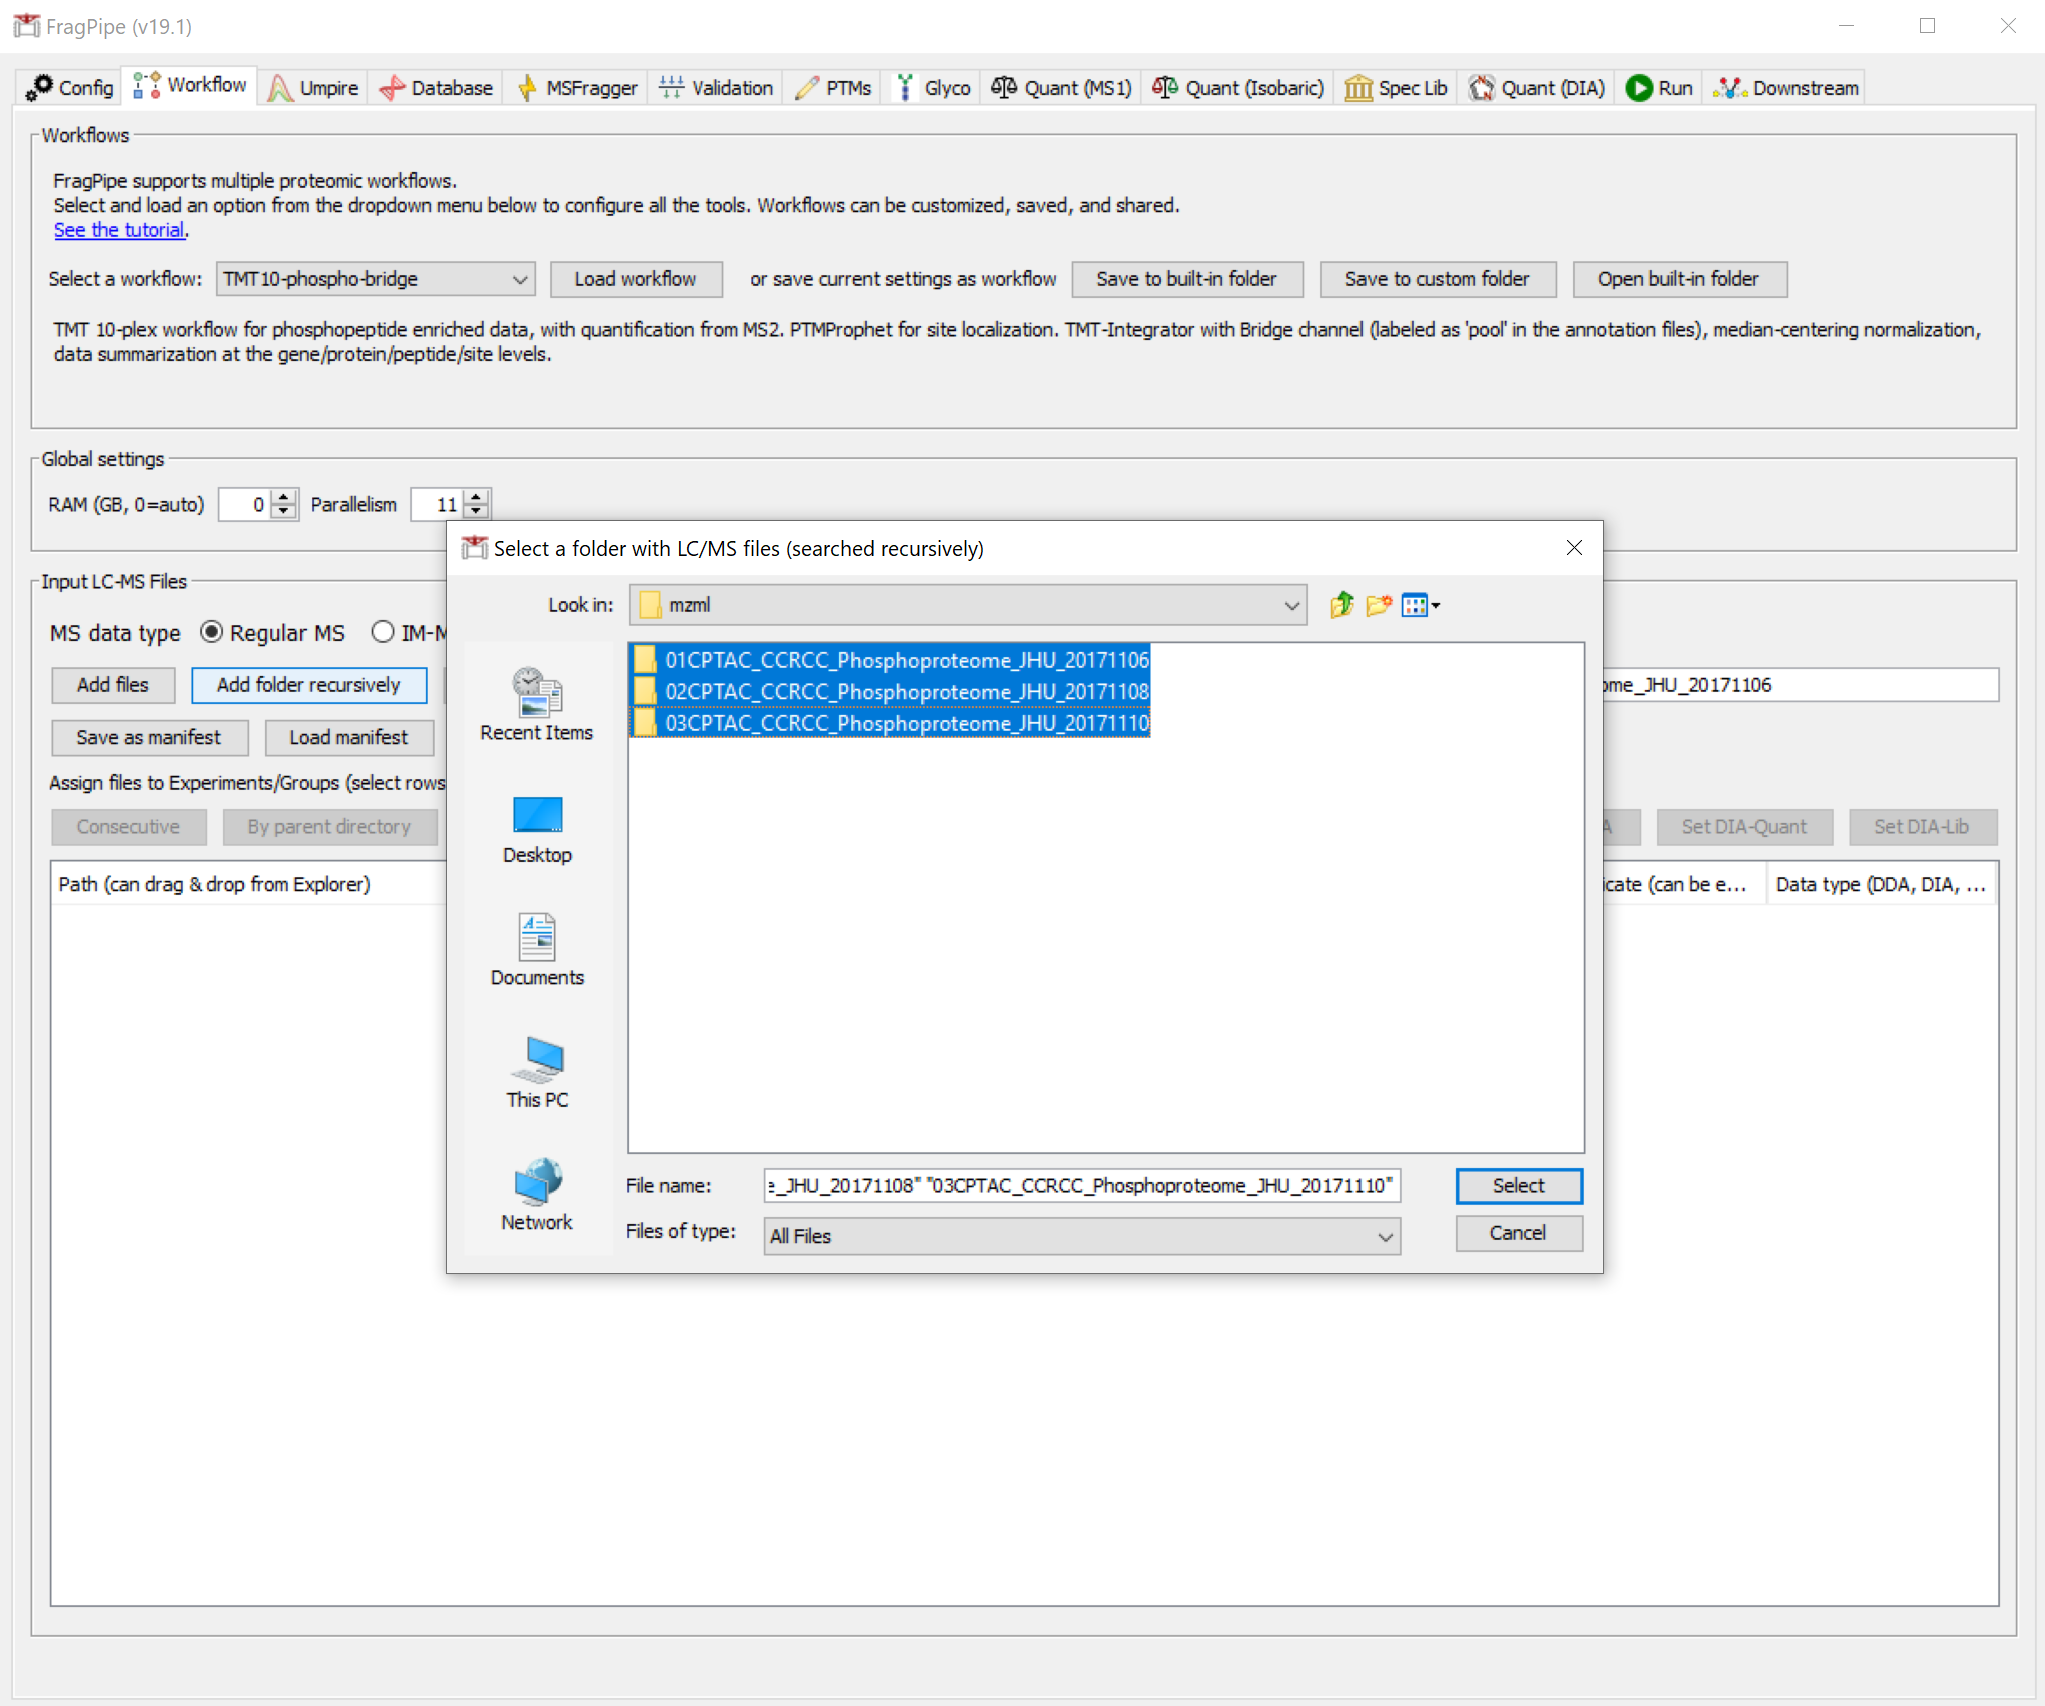 FragPipe (v19.1)
Config Workflow Umpire Database MSFragger Validation PTMs Glyco Quant (MS1) Quant (Isobaric) Spec Lib Quant (DIA) Run Downstream
Workflows
FragPipe supports multiple proteomic workflows.
Select and load an option from the dropdown menu below to configure all the tools. Workflows can be customized, saved, and shared.
See the tutorial.
Select a workflow: TMT10-phospho-bridge Load workflow or save current settings as workflow Save to built-in folder Save to custom folder Open built-in folder
TMT 10-plex workflow for phosphopeptide enriched data, with quantification from MS2. PTMProphet for site localization. TMT-Integrator with Bridge channel (labeled as 'pool' in the annotation files), median-centering normalization,
data summarization at the gene/protein/peptide/site levels.
Global settings
RAM (GB, 0=auto) 0 Parallelism 11
Input LC-MS Files
MS data type Regular MS IM-M
Add files Add folder recursively ome_JHU_20171106
Save as manifest Load manifest
Assign files to Experiments/Groups (select rows
Consecutive By parent directory A Set DIA-Quant Set DIA-Lib
Path (can drag & drop from Explorer) icate (can be e... Data type (DDA, DIA, ...
Select a folder with LC/MS files (searched recursively)
Look in: mzml
01CPTAC_CCRCC_Phosphoproteome_JHU_20171106
02CPTAC_CCRCC_Phosphoproteome_JHU_20171108
03CPTAC_CCRCC_Phosphoproteome_JHU_20171110
Recent Items
Desktop
Documents
This PC
Network
File name: e_JHU_20171108" "03CPTAC_CCRCC_Phosphoproteome_JHU_20171110" Select
Files of type: All Files Cancel